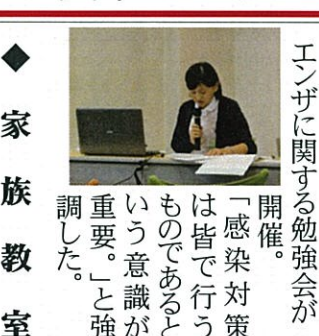 エンザに関する勉強会が
開催。
「感染対策
は皆で行う
ものであると
いう意識が
重要。」と強
調した。
◆家族教室